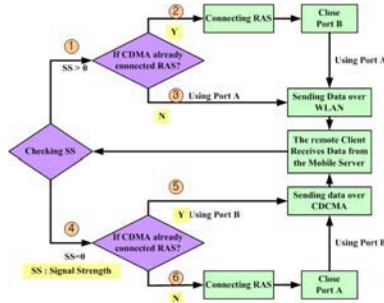 2
Y
Connecting RAS
Close
Port B
1
SS > 0
If CDMA already
connected RAS?
Using Port A
3
Using Port A
N
Sending Data over
WLAN
Checking SS
The remote Client
Receives Data from
the Mobile Server
5
Y
Using Port B
Sending data over
CDCMA
4
SS=0
If CDMA already
connected RAS?
Using Port B
SS : Signal Strength
6
N
Connecting RAS
Close
Port A